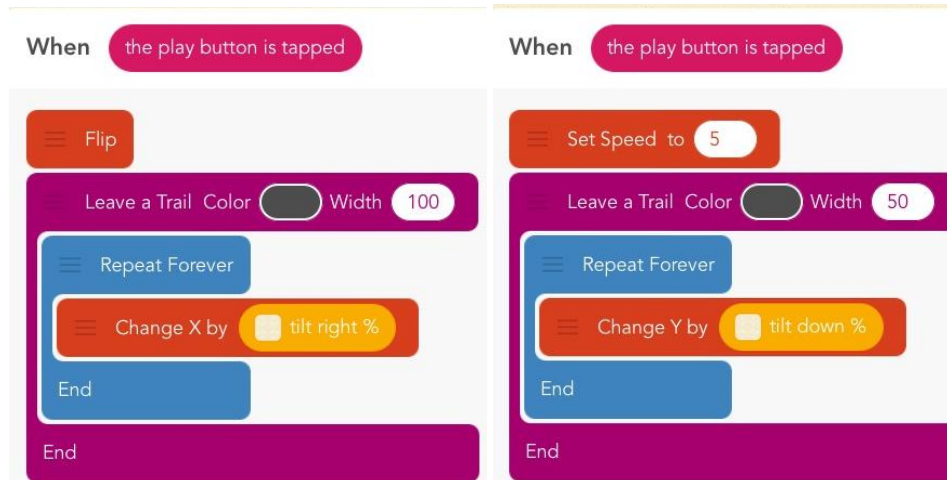 When the play button is tapped
Flip
Leave a Trail Color Width 100
Repeat Forever
Change X by tilt right %
End
End
When the play button is tapped
Set Speed to 5
Leave a Trail Color Width 50
Repeat Forever
Change Y by tilt down %
End
End